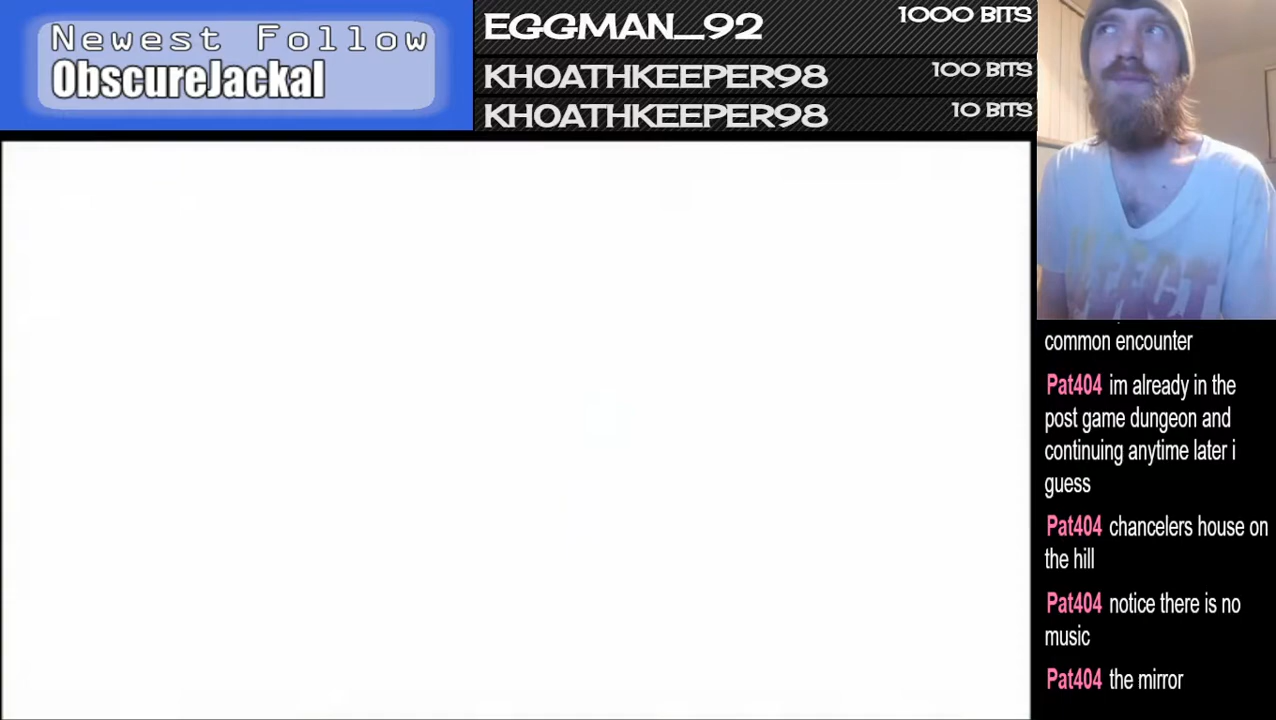 Newest Follow
ObscureJackal
EGGMAN_92 1000 BITS
KHOATHKEEPER98 100 BITS
KHOATHKEEPER98 10 BITS
common encounter
Pat404 im already in the
post game dungeon and
continuing anytime later i
guess
Pat404 chancelers house on
the hill
Pat404 notice there is no
music
Pat404 the mirror